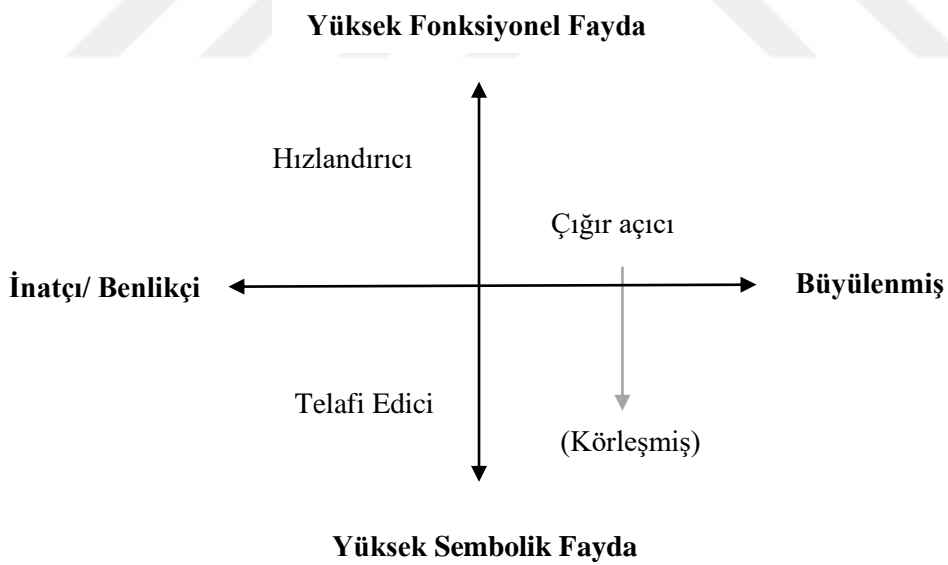 Yüksek Fonksiyonel Fayda
Hızlandırıcı
Çığır açıcı
İnatçı/ Benlikçi
Büyülenmiş
Telafi Edici
(Körleşmiş)
Yüksek Sembolik Fayda